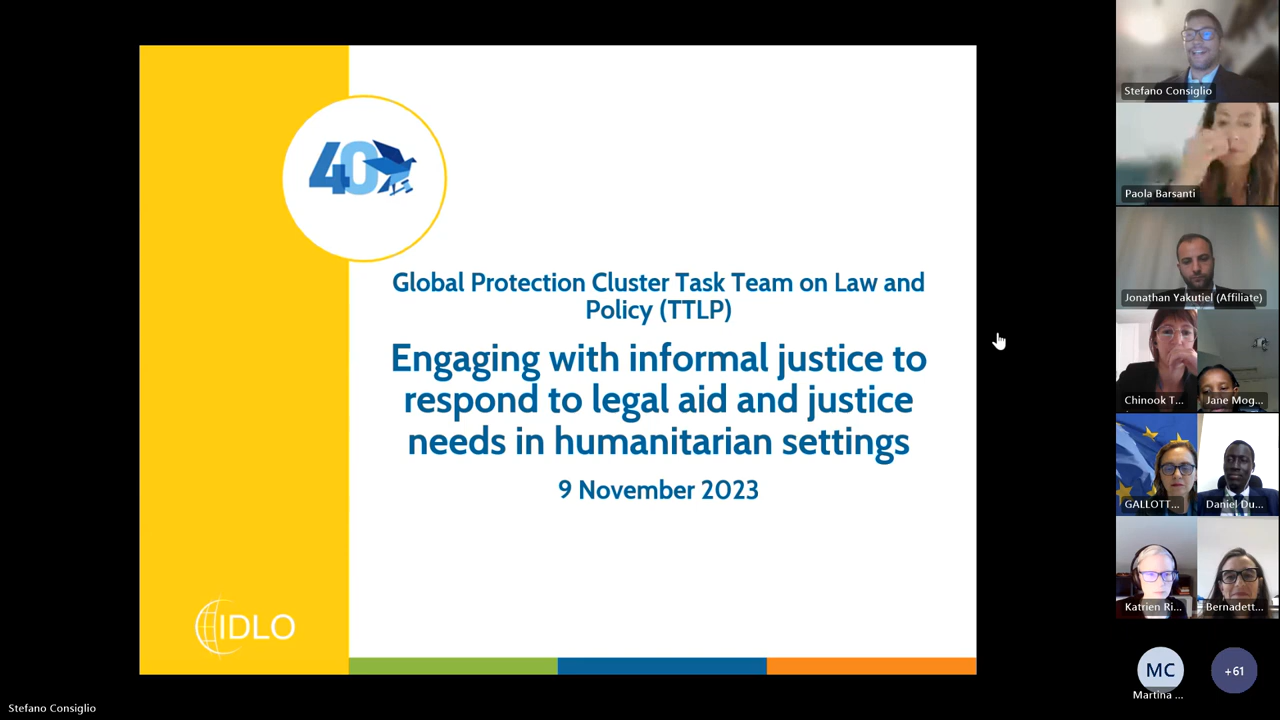 40
Global Protection Cluster Task Team on Law and
Policy (TTLP)
Engaging with informal justice to
respond to legal aid and justice
needs in humanitarian settings
9 November 2023
IDLO
Stefano Consiglio
Stefano Consiglio
Paola Barsanti
Jonathan Yakutiel (Affiliate)
Chinook T...
Jane Mog...
GALLOTT...
Daniel Du...
Katrien Ri...
Bernadett...
MC
+61
Martina ...